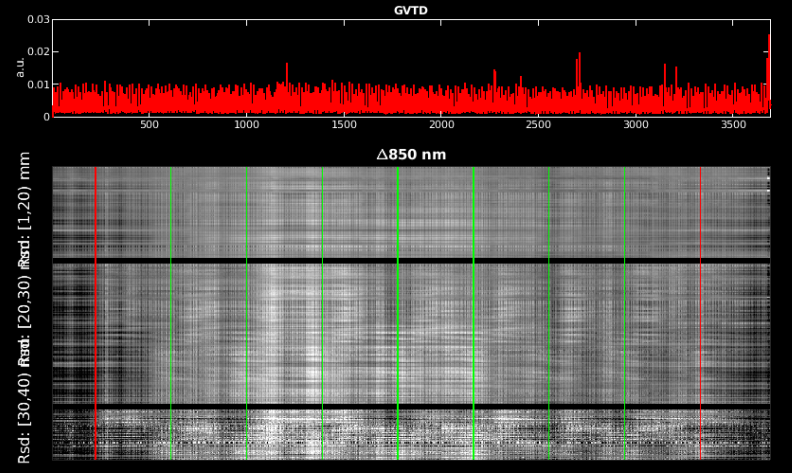 GVTD
0.03
0.02
0.01
0
a.u.
500
1000
1500
2000
2500
3000
3500
Δ850 nm
Rsd: [1,20) mm
Rsd: [20,30) mm
Rsd: [30,40) mm